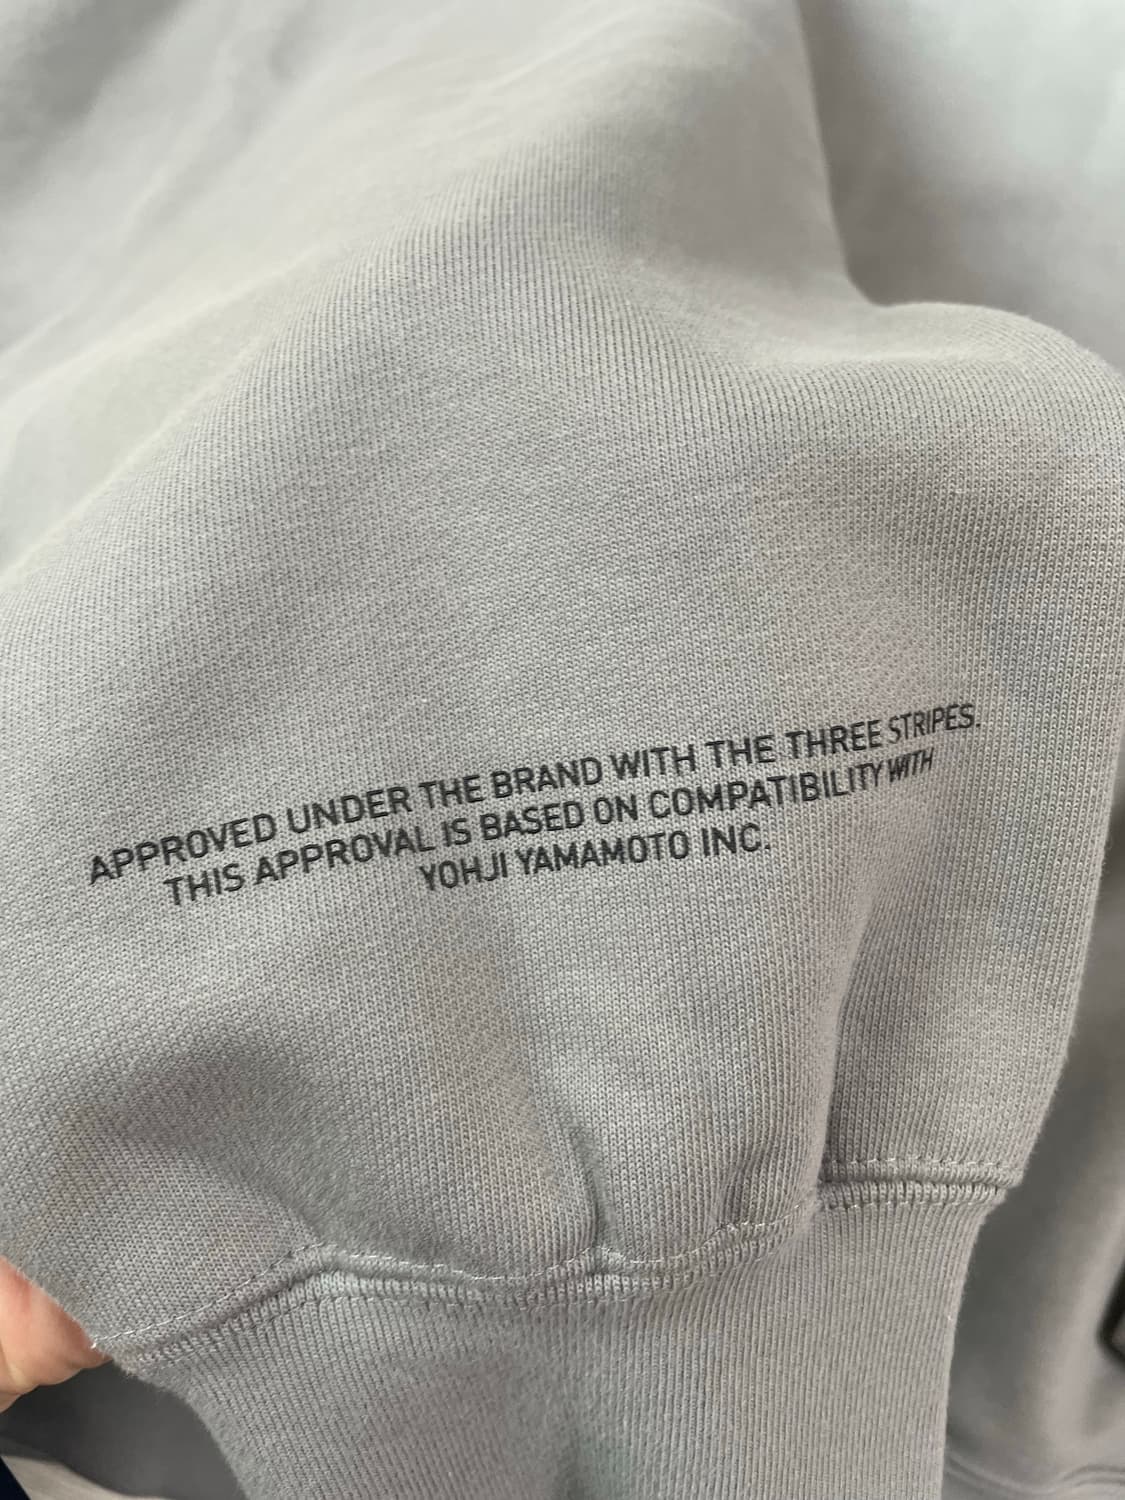 APPROVED UNDER THE BRAND WITH THE THREE STRIPES.
THIS APPROVAL IS BASED ON COMPATIBILITY WITH
YOHJI YAMAMOTO INC.